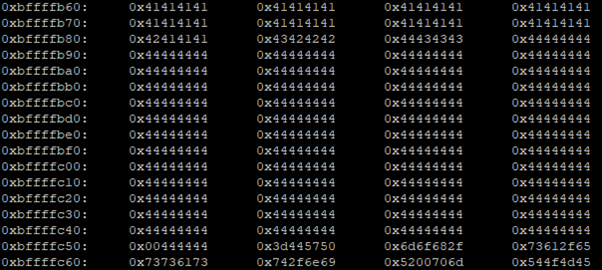 0xbffffb60: 0x41414141 0x41414141 0x41414141 0x41414141
0xbffffb70: 0x41414141 0x41414141 0x41414141 0x41414141
0xbffffb80: 0x42414141 0x43424242 0x44434343 0x44444444
0xbffffb90: 0x44444444 0x44444444 0x44444444 0x44444444
0xbffffba0: 0x44444444 0x44444444 0x44444444 0x44444444
0xbffffbb0: 0x44444444 0x44444444 0x44444444 0x44444444
0xbffffbc0: 0x44444444 0x44444444 0x44444444 0x44444444
0xbffffbd0: 0x44444444 0x44444444 0x44444444 0x44444444
0xbffffbe0: 0x44444444 0x44444444 0x44444444 0x44444444
0xbffffbf0: 0x44444444 0x44444444 0x44444444 0x44444444
0xbffffc00: 0x44444444 0x44444444 0x44444444 0x44444444
0xbffffc10: 0x44444444 0x44444444 0x44444444 0x44444444
0xbffffc20: 0x44444444 0x44444444 0x44444444 0x44444444
0xbffffc30: 0x44444444 0x44444444 0x44444444 0x44444444
0xbffffc40: 0x44444444 0x44444444 0x44444444 0x44444444
0xbffffc50: 0x00444444 0x3d445750 0x6d6f682f 0x73612f65
0xbffffc60: 0x73736173 0x742f6e69 0x5200706d 0x544f4d45